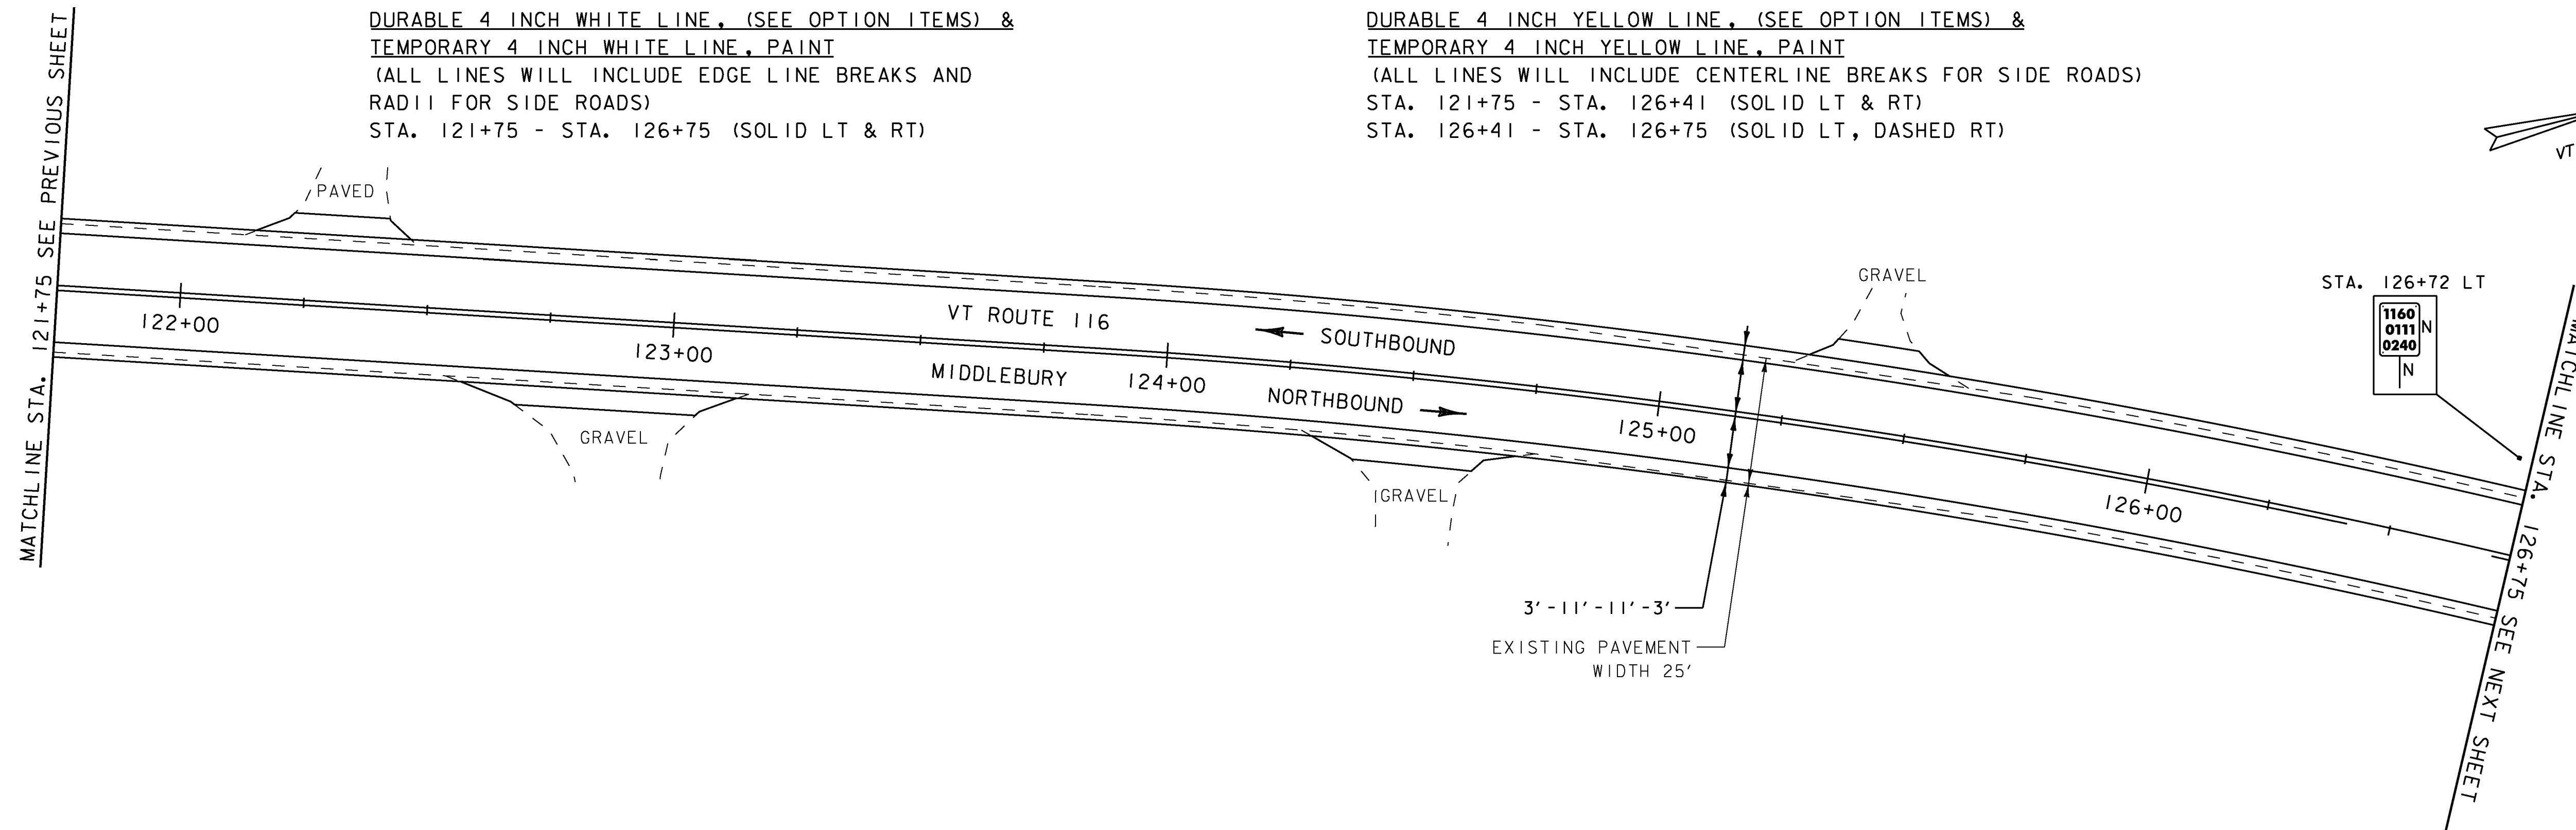 DURABLE 4 INCH WHITE LINE, (SEE OPTION ITEMS) &
TEMPORARY 4 INCH WHITE LINE, PAINT
(ALL LINES WILL INCLUDE EDGE LINE BREAKS AND
RADII FOR SIDE ROADS)
STA. 121+75 - STA. 126+75 (SOLID LT & RT)
DURABLE 4 INCH YELLOW LINE, (SEE OPTION ITEMS) &
TEMPORARY 4 INCH YELLOW LINE, PAINT
(ALL LINES WILL INCLUDE CENTERLINE BREAKS FOR SIDE ROADS)
STA. 121+75 - STA. 126+41 (SOLID LT & RT)
STA. 126+41 - STA. 126+75 (SOLID LT, DASHED RT)
VT
MATCHLINE STA. 121+75 SEE PREVIOUS SHEET
PAVED
GRAVEL
STA. 126+72 LT
1160
0111
0240
N
N
122+00
123+00
VT ROUTE 116
SOUTHBOUND
MIDDLEBURY
124+00
NORTHBOUND
125+00
126+00
GRAVEL
GRAVEL
3'-11'-11'-3'
EXISTING PAVEMENT
WIDTH 25'
MATCHLINE STA. 126+75 SEE NEXT SHEET